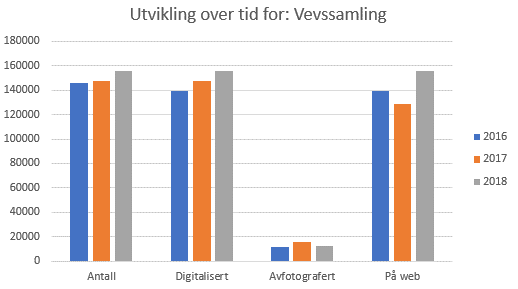 Utvikling over tid for: Vevssamling
180000
160000
140000
120000
100000
80000
60000
40000
20000
0
Antall
Digitalisert
Avfotografert
På web
2016
2017
2018